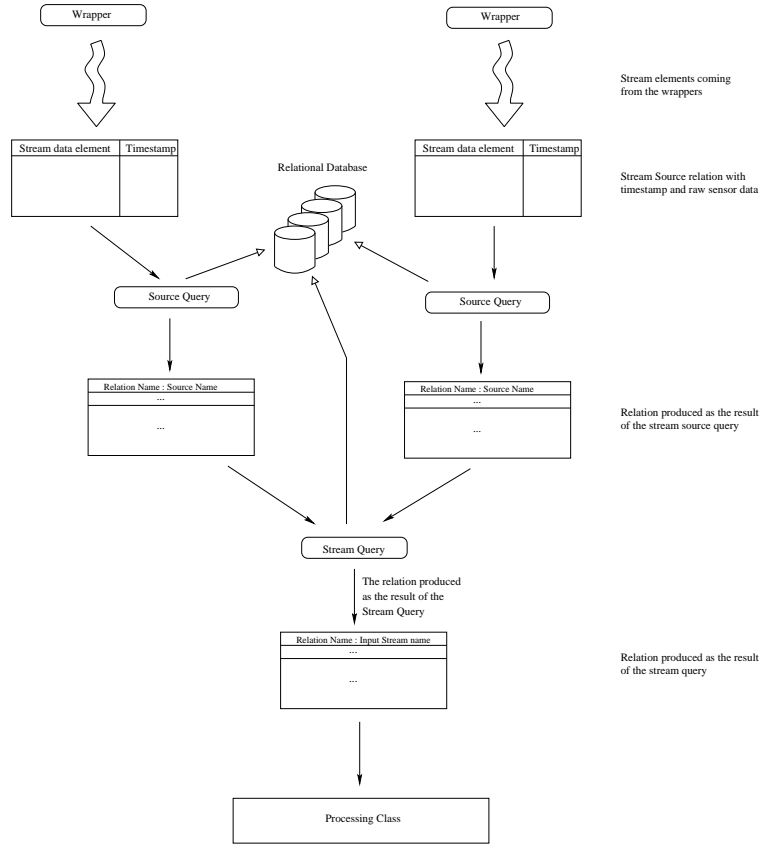 Wrapper
Wrapper
Stream elements coming
from the wrappers
Stream data element
Timestamp
Stream data element
Timestamp
Relational Database
Stream Source relation with
timestamp and raw sensor data
Source Query
Source Query
Relation Name : Source Name
...
...
Relation Name : Source Name
...
...
Relation produced as the result
of the stream source query
Stream Query
The relation produced
as the result of the
Stream Query
Relation Name : Input Stream name
...
...
Relation produced as the result
of the stream query
Processing Class